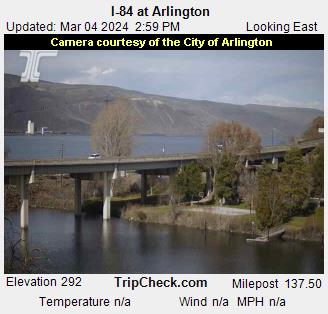 I-84 at Arlington
Updated: Mar 04 2024 2:59 PM Looking East
Camera courtesy of the City of Arlington
Elevation 292 TripCheck.com Milepost 137.50
Temperature n/a Wind n/a MPH n/a